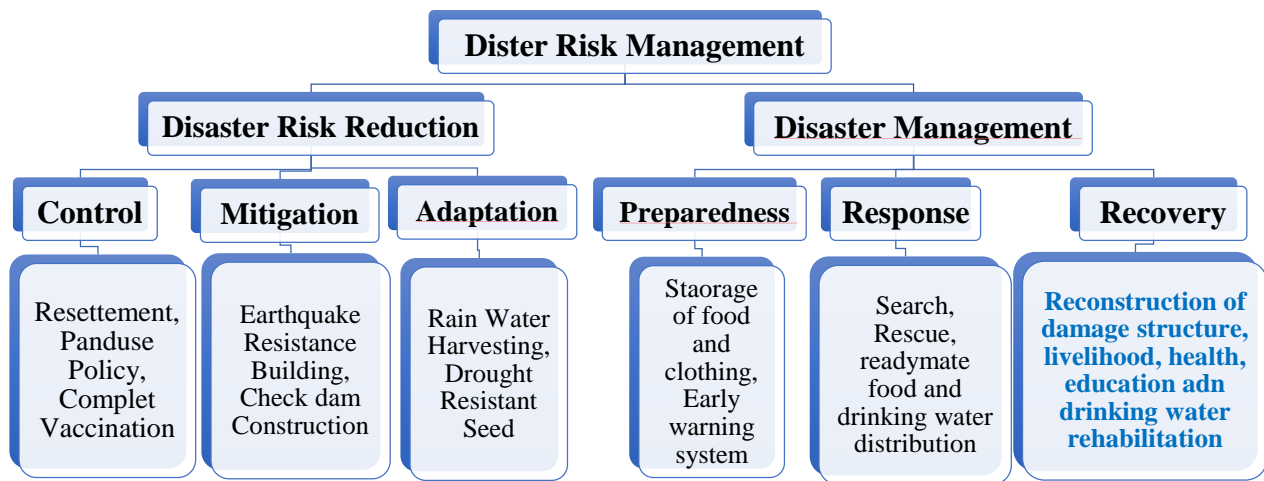 Dister Risk Management
Disaster Risk Reduction
Disaster Management
Control
Mitigation
Adaptation
Preparedness
Response
Recovery
Resettement,
Panduse
Policy,
Complet
Vaccination
Earthquake
Resistance
Building,
Check dam
Construction
Rain Water
Harvesting,
Drought
Resistant
Seed
Staorage
of food
and
clothing,
Early
warning
system
Search,
Rescue,
readymate
food and
drinking water
distribution
Reconstruction of
damage structure,
livelihood, health,
education adn
drinking water
rehabilitation